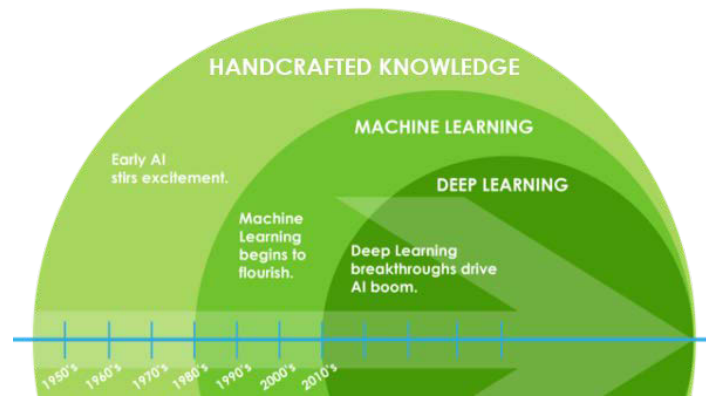 HANDCRAFTED KNOWLEDGE
MACHINE LEARNING
DEEP LEARNING
Early AI
stirs excitement.
Machine
Learning
begins to
flourish.
Deep Learning
breakthroughs drive
AI boom.
1950's
1960's
1970's
1980's
1990's
2000's
2010's